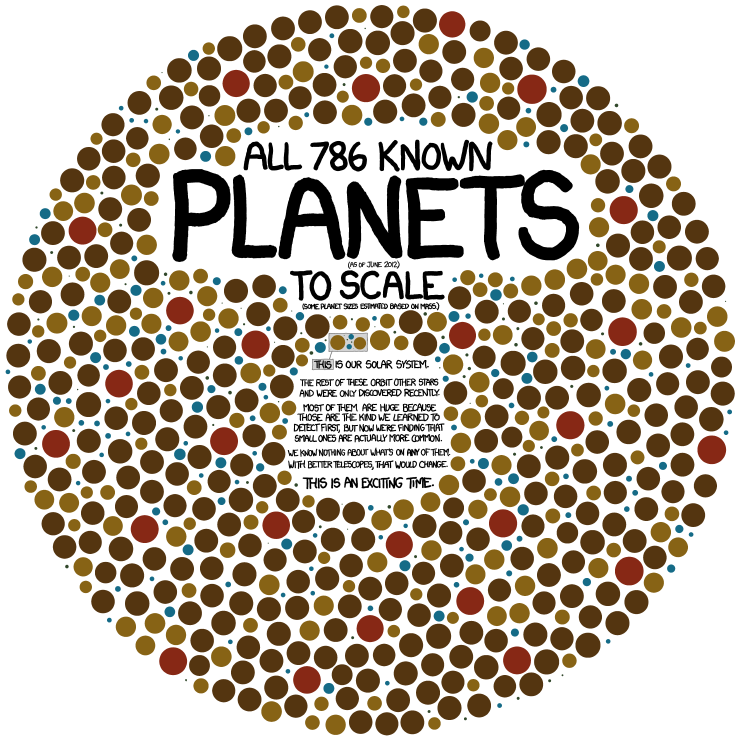 ALL 786 KNOWN
PLANETS
(AS OF JUNE 2012)
TO SCALE
(SOME PLANET SIZES ESTIMATED BASED ON MASS.)
THIS IS OUR SOLAR SYSTEM.
THE REST OF THESE ORBIT OTHER STARS
AND WERE ONLY DISCOVERED RECENTLY.
MOST OF THEM ARE HUGE BECAUSE
THOSE ARE THE KIND WE LEARNED TO
DETECT FIRST, BUT NOW WE'RE FINDING THAT
SMALL ONES ARE ACTUALLY MORE COMMON.
WE KNOW NOTHING ABOUT WHAT'S ON ANY OF THEM.
WITH BETTER TELESCOPES, THAT WOULD CHANGE.
THIS IS AN EXCITING TIME.